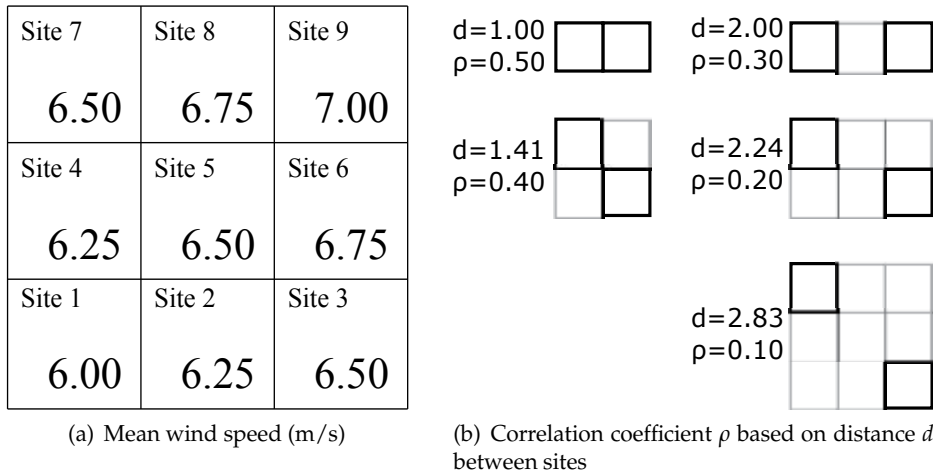 Site 7 Site 8 Site 9
6.50 6.75 7.00
Site 4 Site 5 Site 6
6.25 6.50 6.75
Site 1 Site 2 Site 3
6.00 6.25 6.50
(a) Mean wind speed (m/s)
d=1.00
ρ=0.50
d=2.00
ρ=0.30
d=1.41
ρ=0.40
d=2.24
ρ=0.20
d=2.83
ρ=0.10
(b) Correlation coefficient ρ based on distance d
between sites